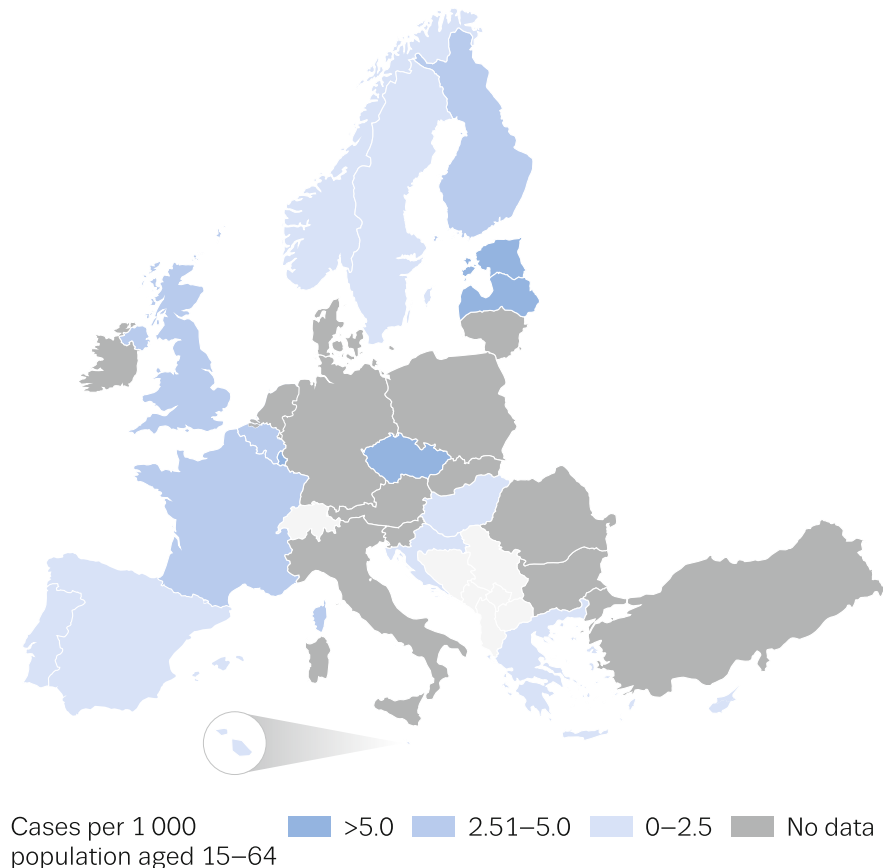 Cases per 1 000
population aged 15–64
>5.0
2.51–5.0
0–2.5
No data